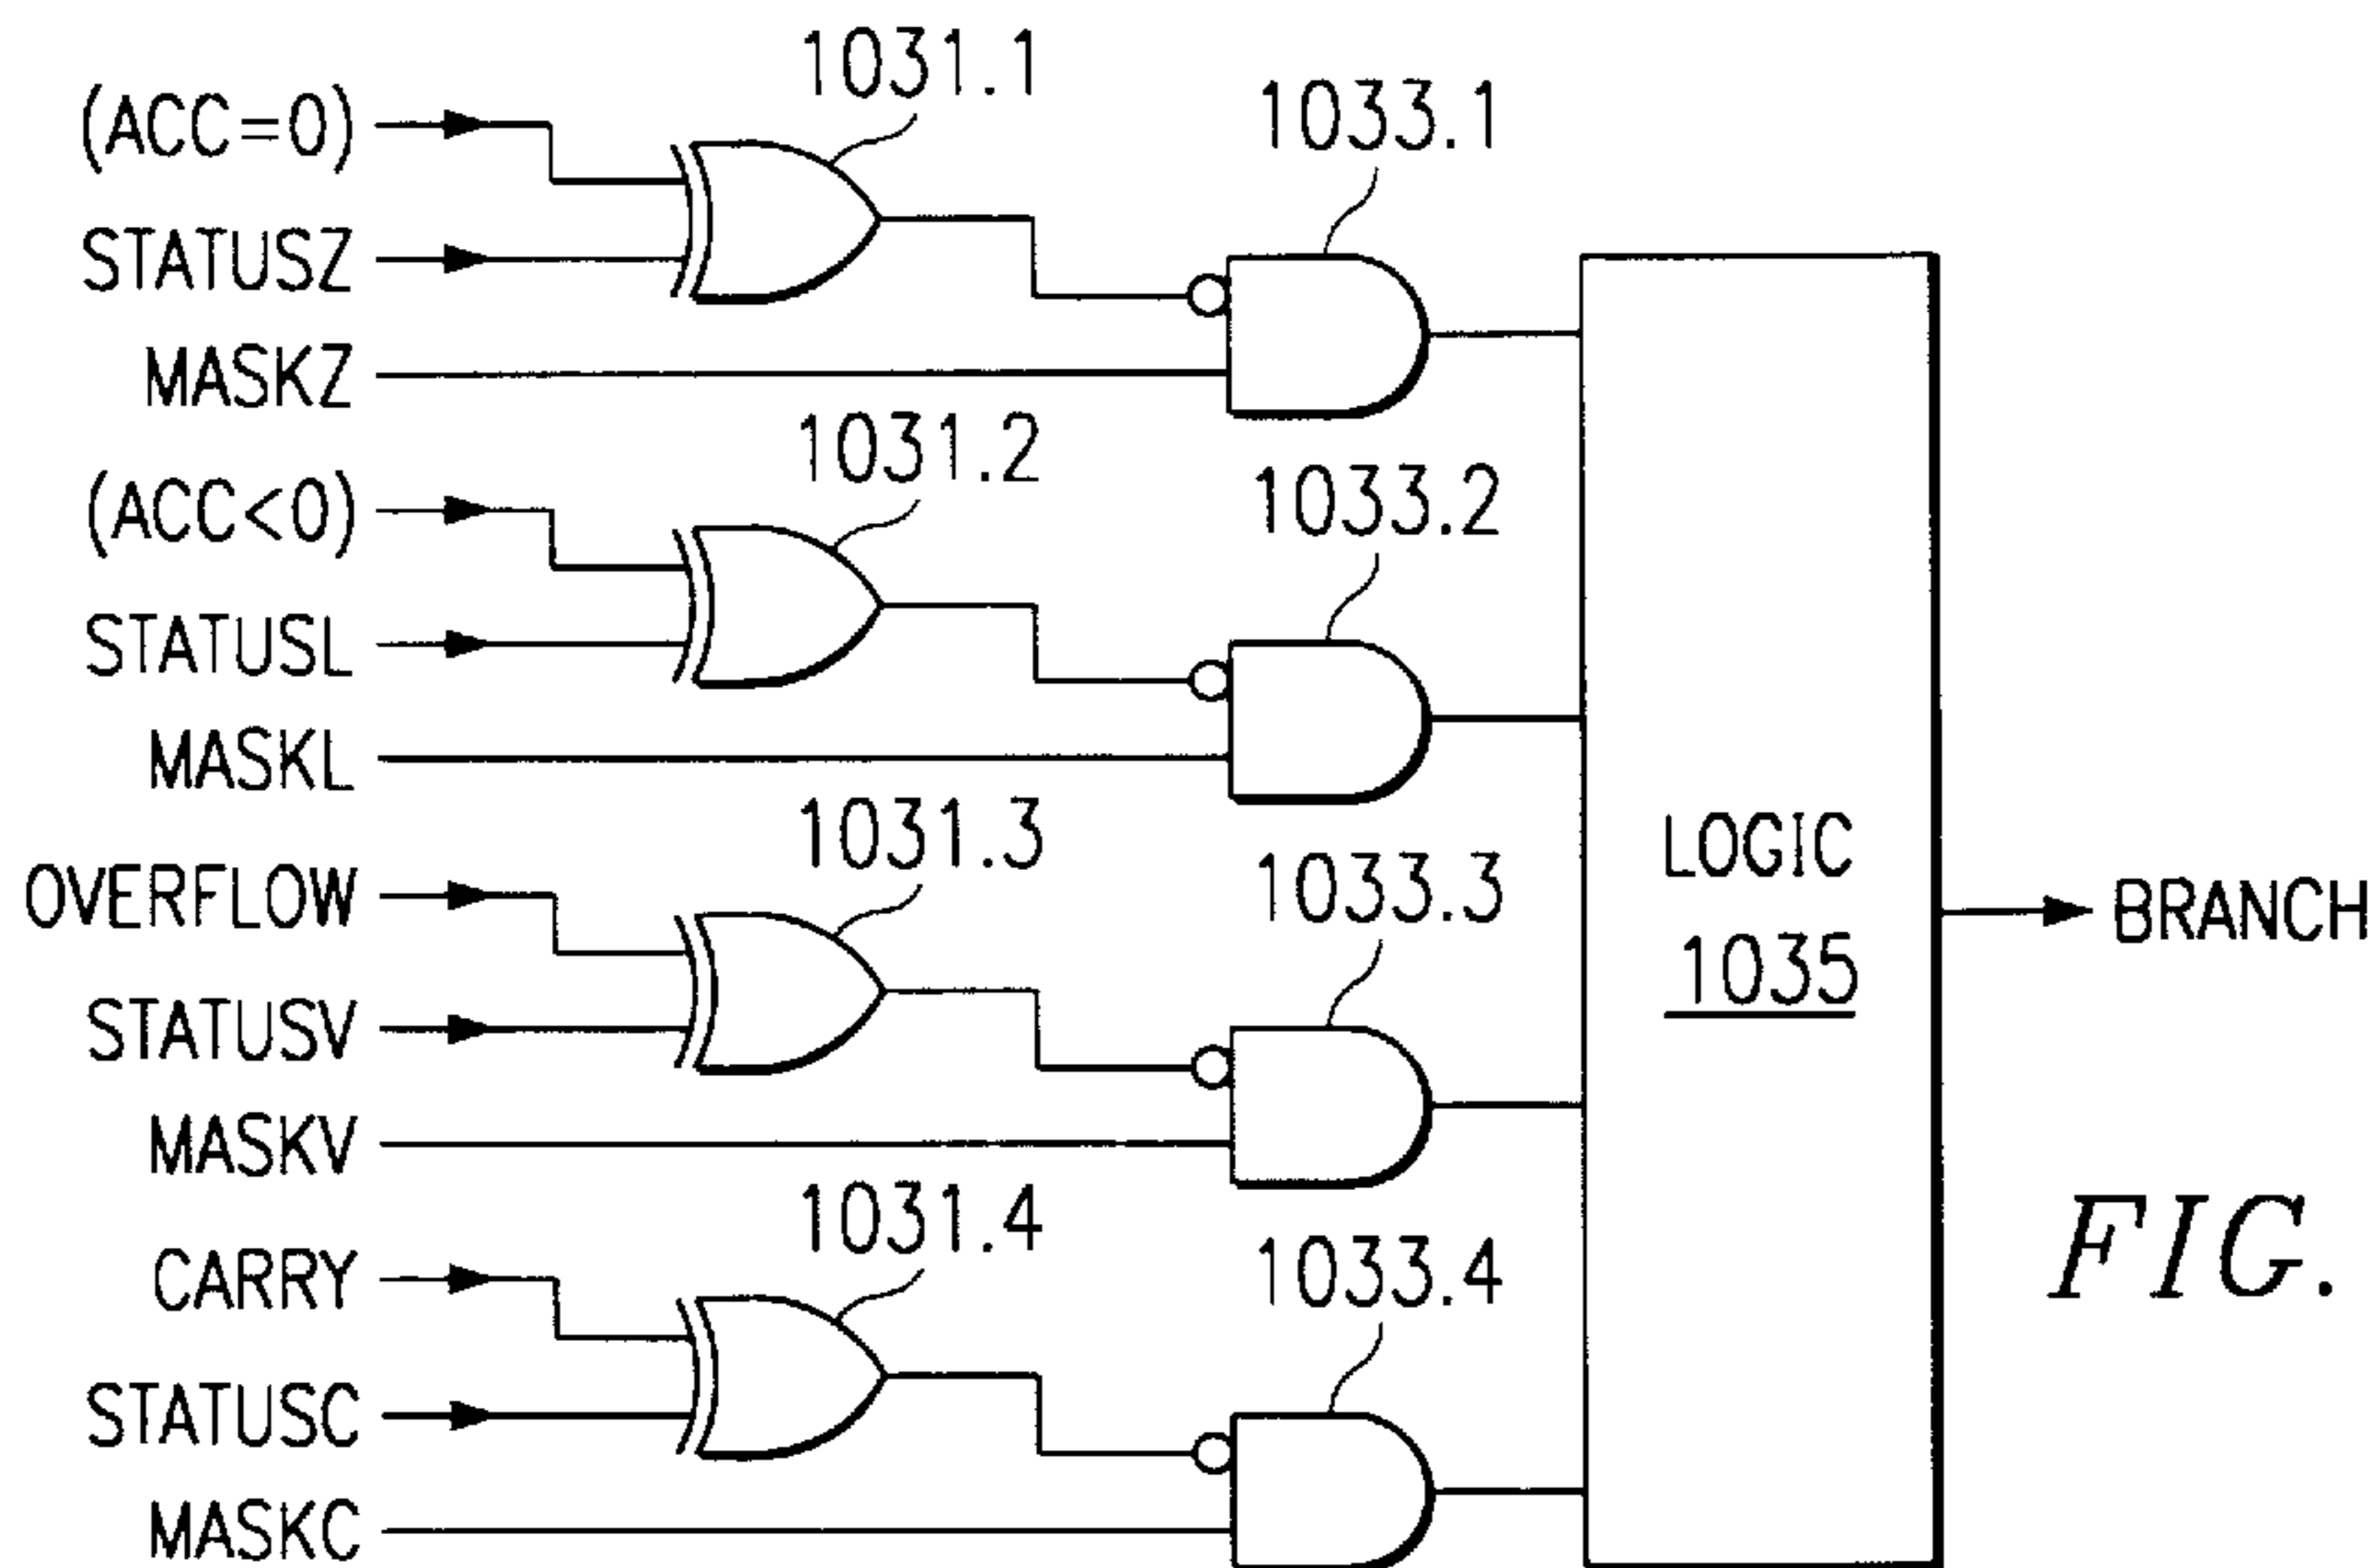 1031.1
1033.1
(ACC=0)
STATUSZ
MASKZ
1031.2
1033.2
(ACC<0)
STATUSL
MASKL
1031.3
1033.3
OVERFLOW
STATUSV
MASKV
LOGIC
1035
BRANCH
1031.4
1033.4
CARRY
STATUSC
MASKC
FIG.